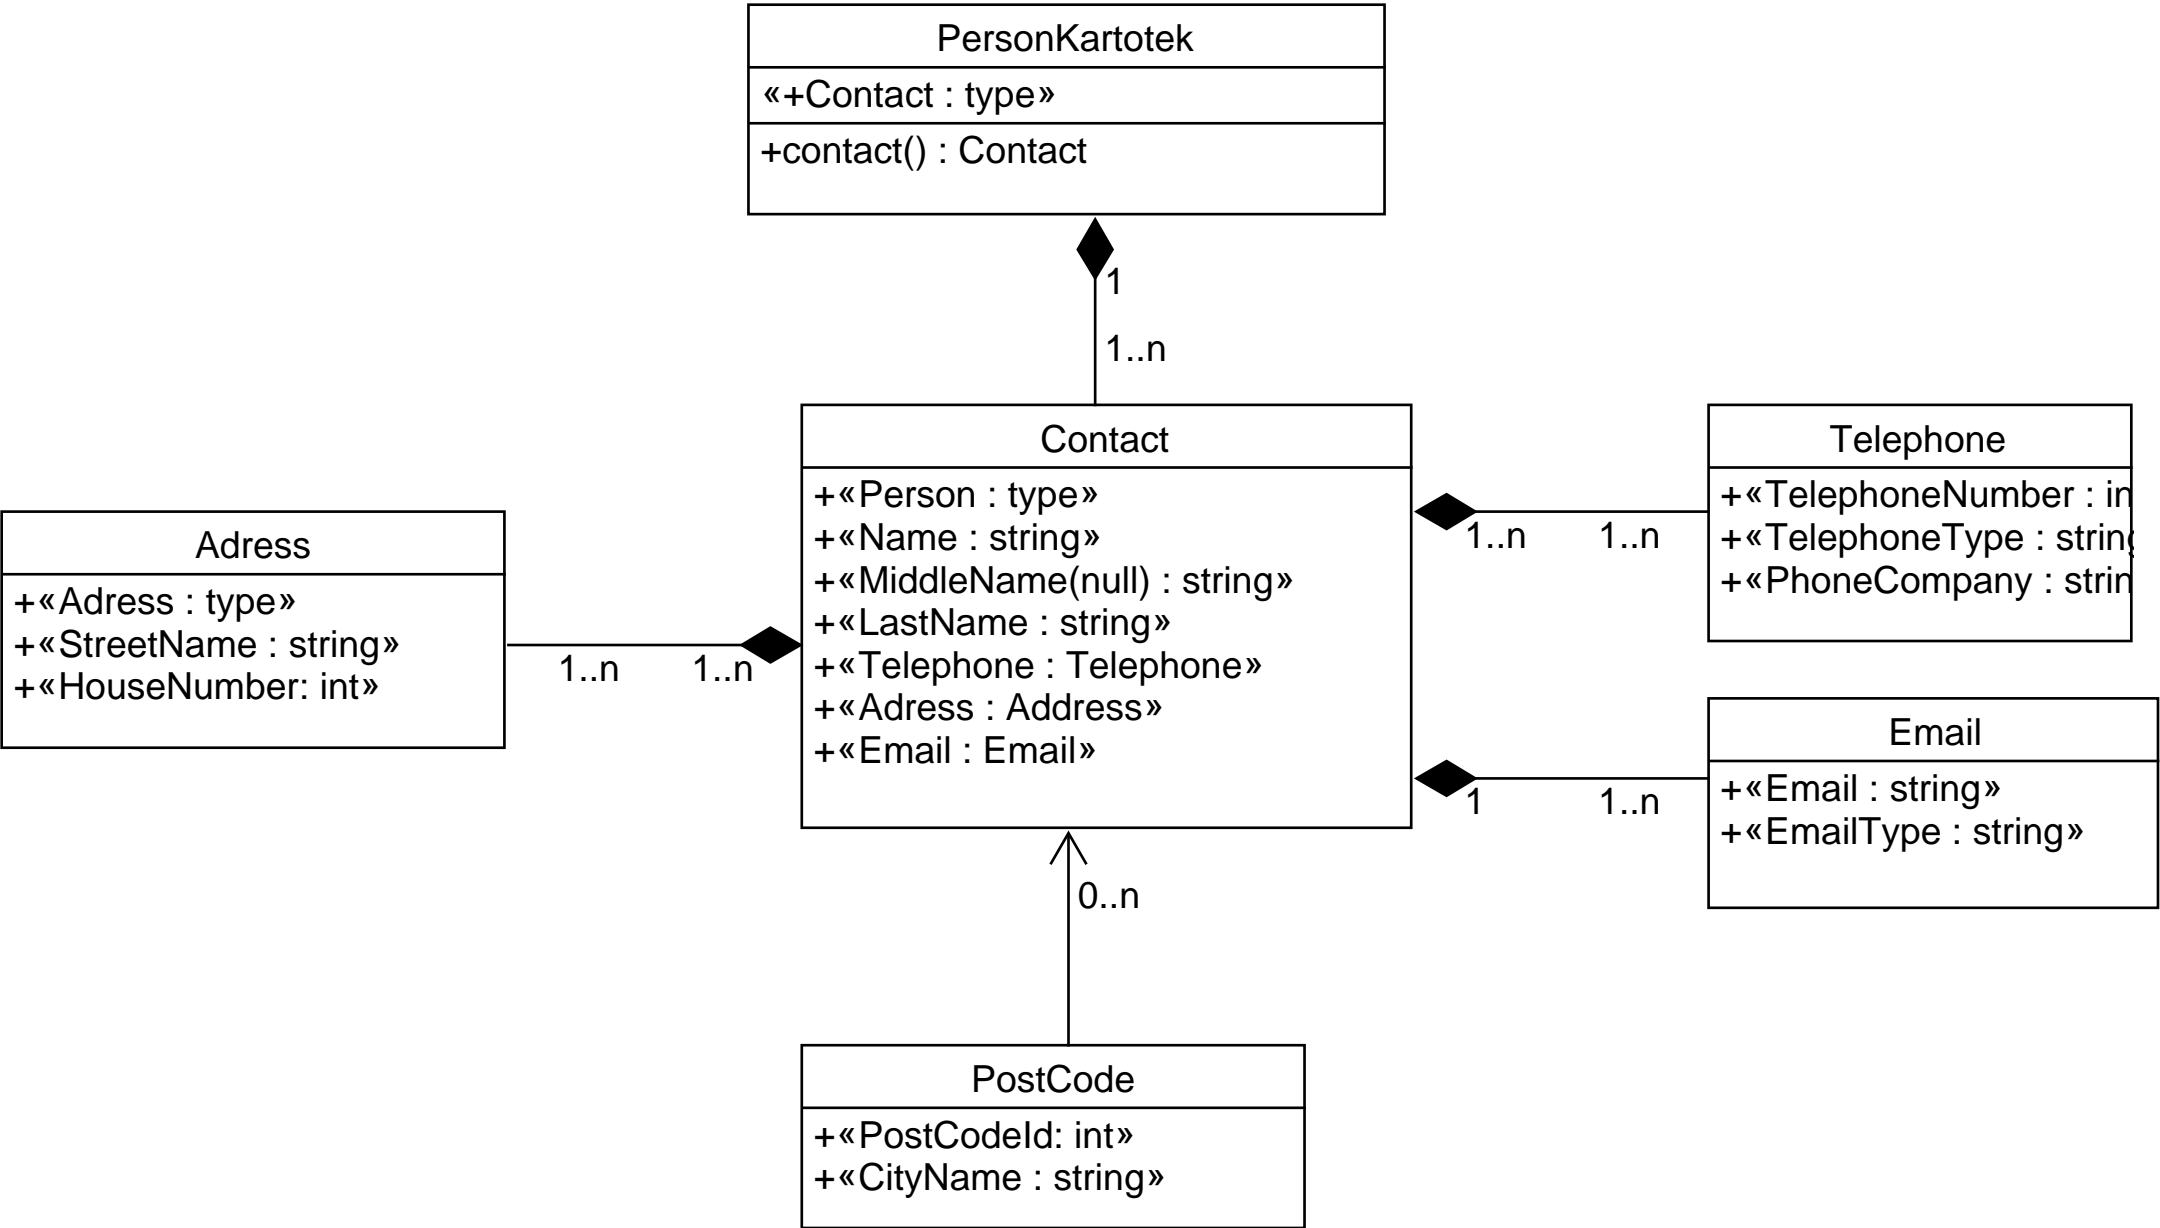 PersonKartotek
«+Contact : type»
+contact() : Contact
1
1..n
Contact
+«Person : type»
+«Name : string»
+«MiddleName(null) : string»
+«LastName : string»
+«Telephone : Telephone»
+«Adress : Address»
+«Email : Email»
Telephone
+«TelephoneNumber : in
+«TelephoneType : string
+«PhoneCompany : strin
1..n 1..n
Adress
+«Adress : type»
+«StreetName : string»
+«HouseNumber: int»
1..n 1..n
Email
+«Email : string»
+«EmailType : string»
1 1..n
0..n
PostCode
+«PostCodeId: int»
+«CityName : string»